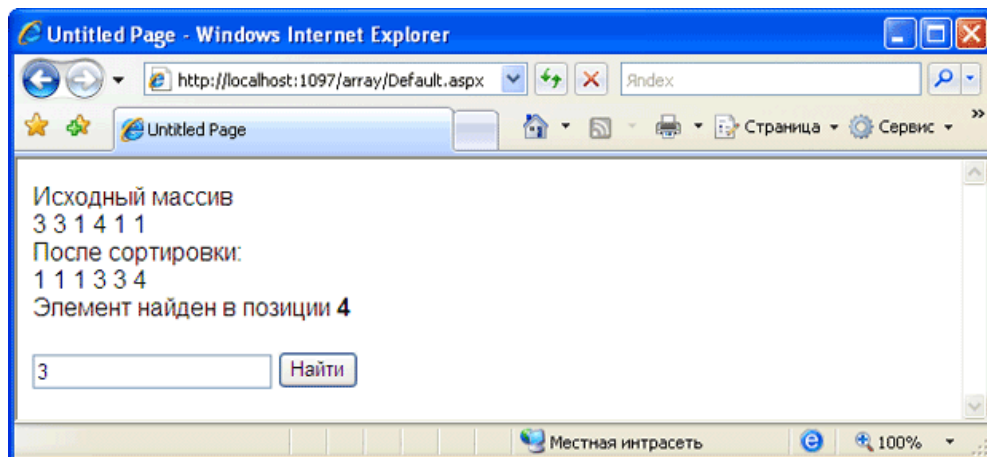 Untitled Page - Windows Internet Explorer
http://localhost:1097/array/Default.aspx
Яndex
Untitled Page
Страница
Сервис
Исходный массив
3 3 1 4 1 1
После сортировки:
1 1 1 3 3 4
Элемент найден в позиции 4
3
Найти
Местная интрасеть
100%